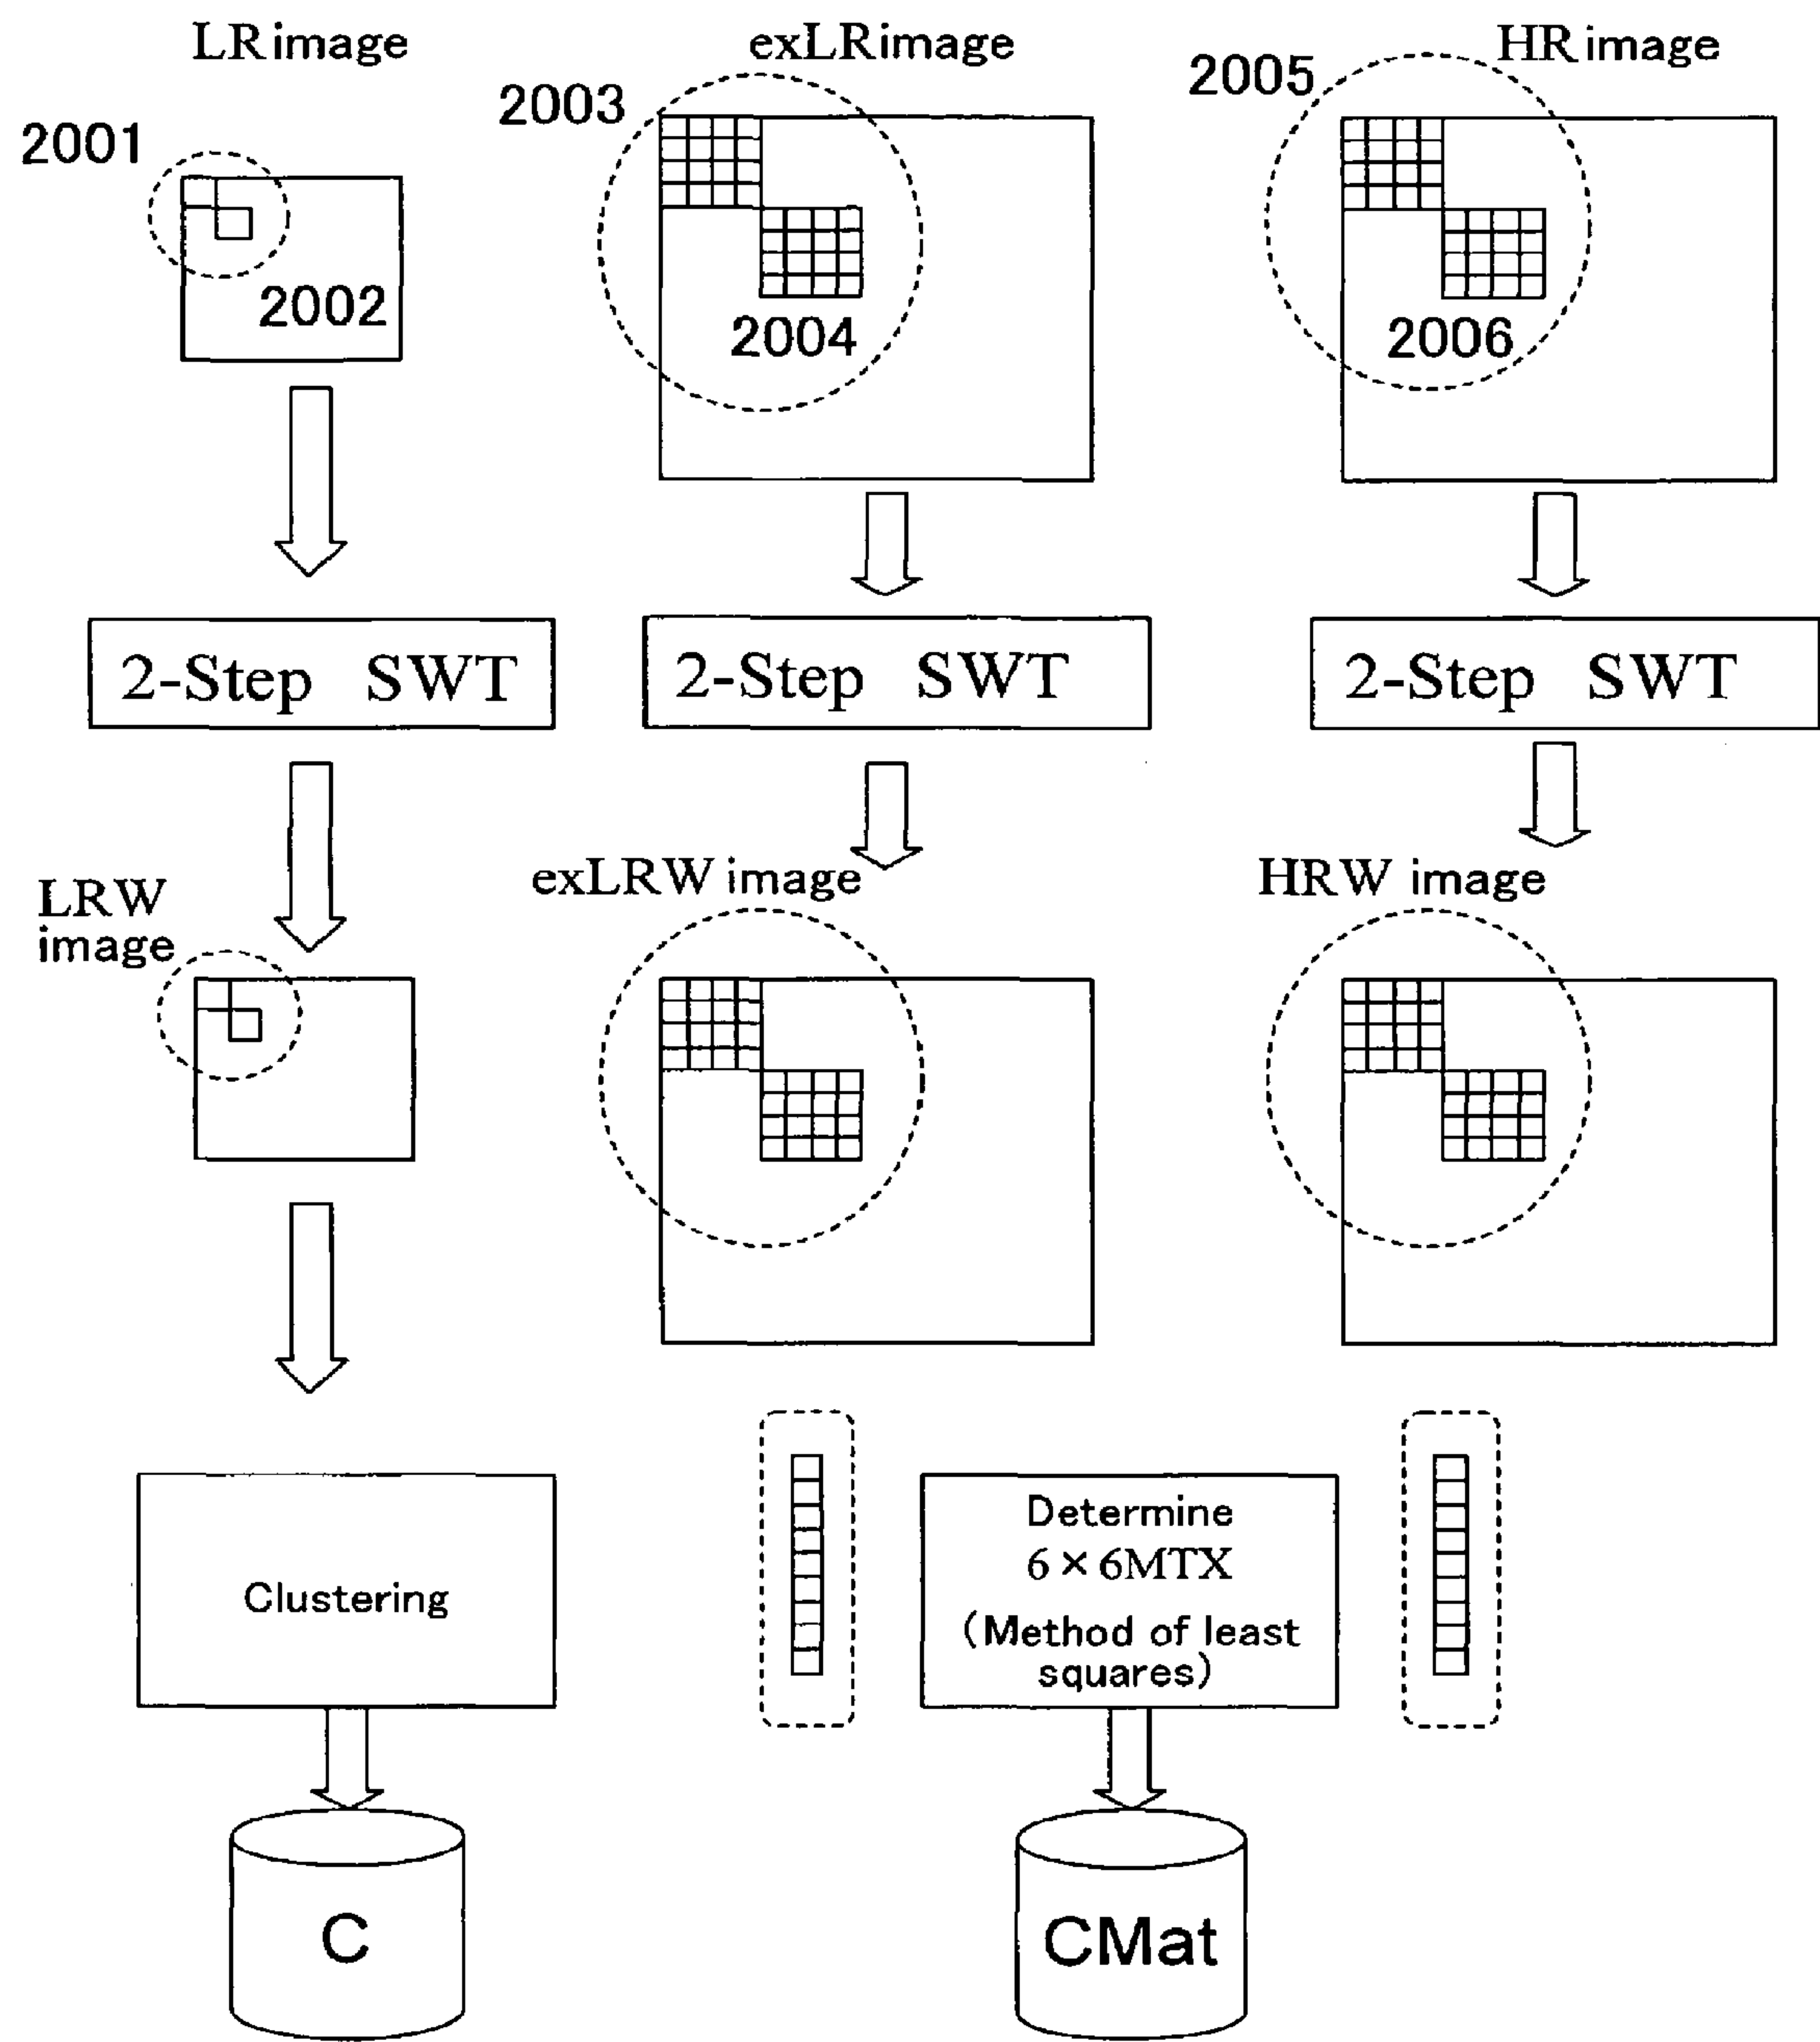 LR image
exLR image
HR image
2001
2003
2005
2002
2004
2006
2-Step SWT
2-Step SWT
2-Step SWT
LRW
image
exLRW image
HRW image
Clustering
Determine
6×6MTX
(Method of least
squares)
C
CMat